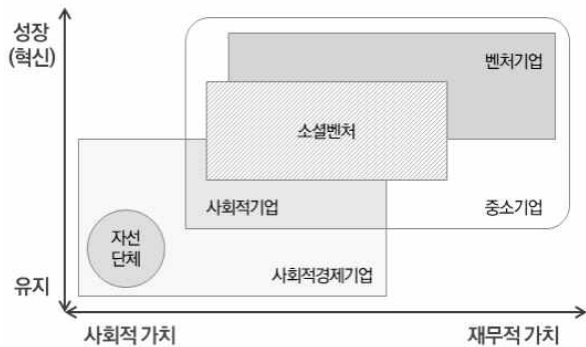 성장
(혁신)
벤처기업
소셜벤처
사회적기업
중소기업
자선
단체
사회적경제기업
유지
사회적 가치
재무적 가치